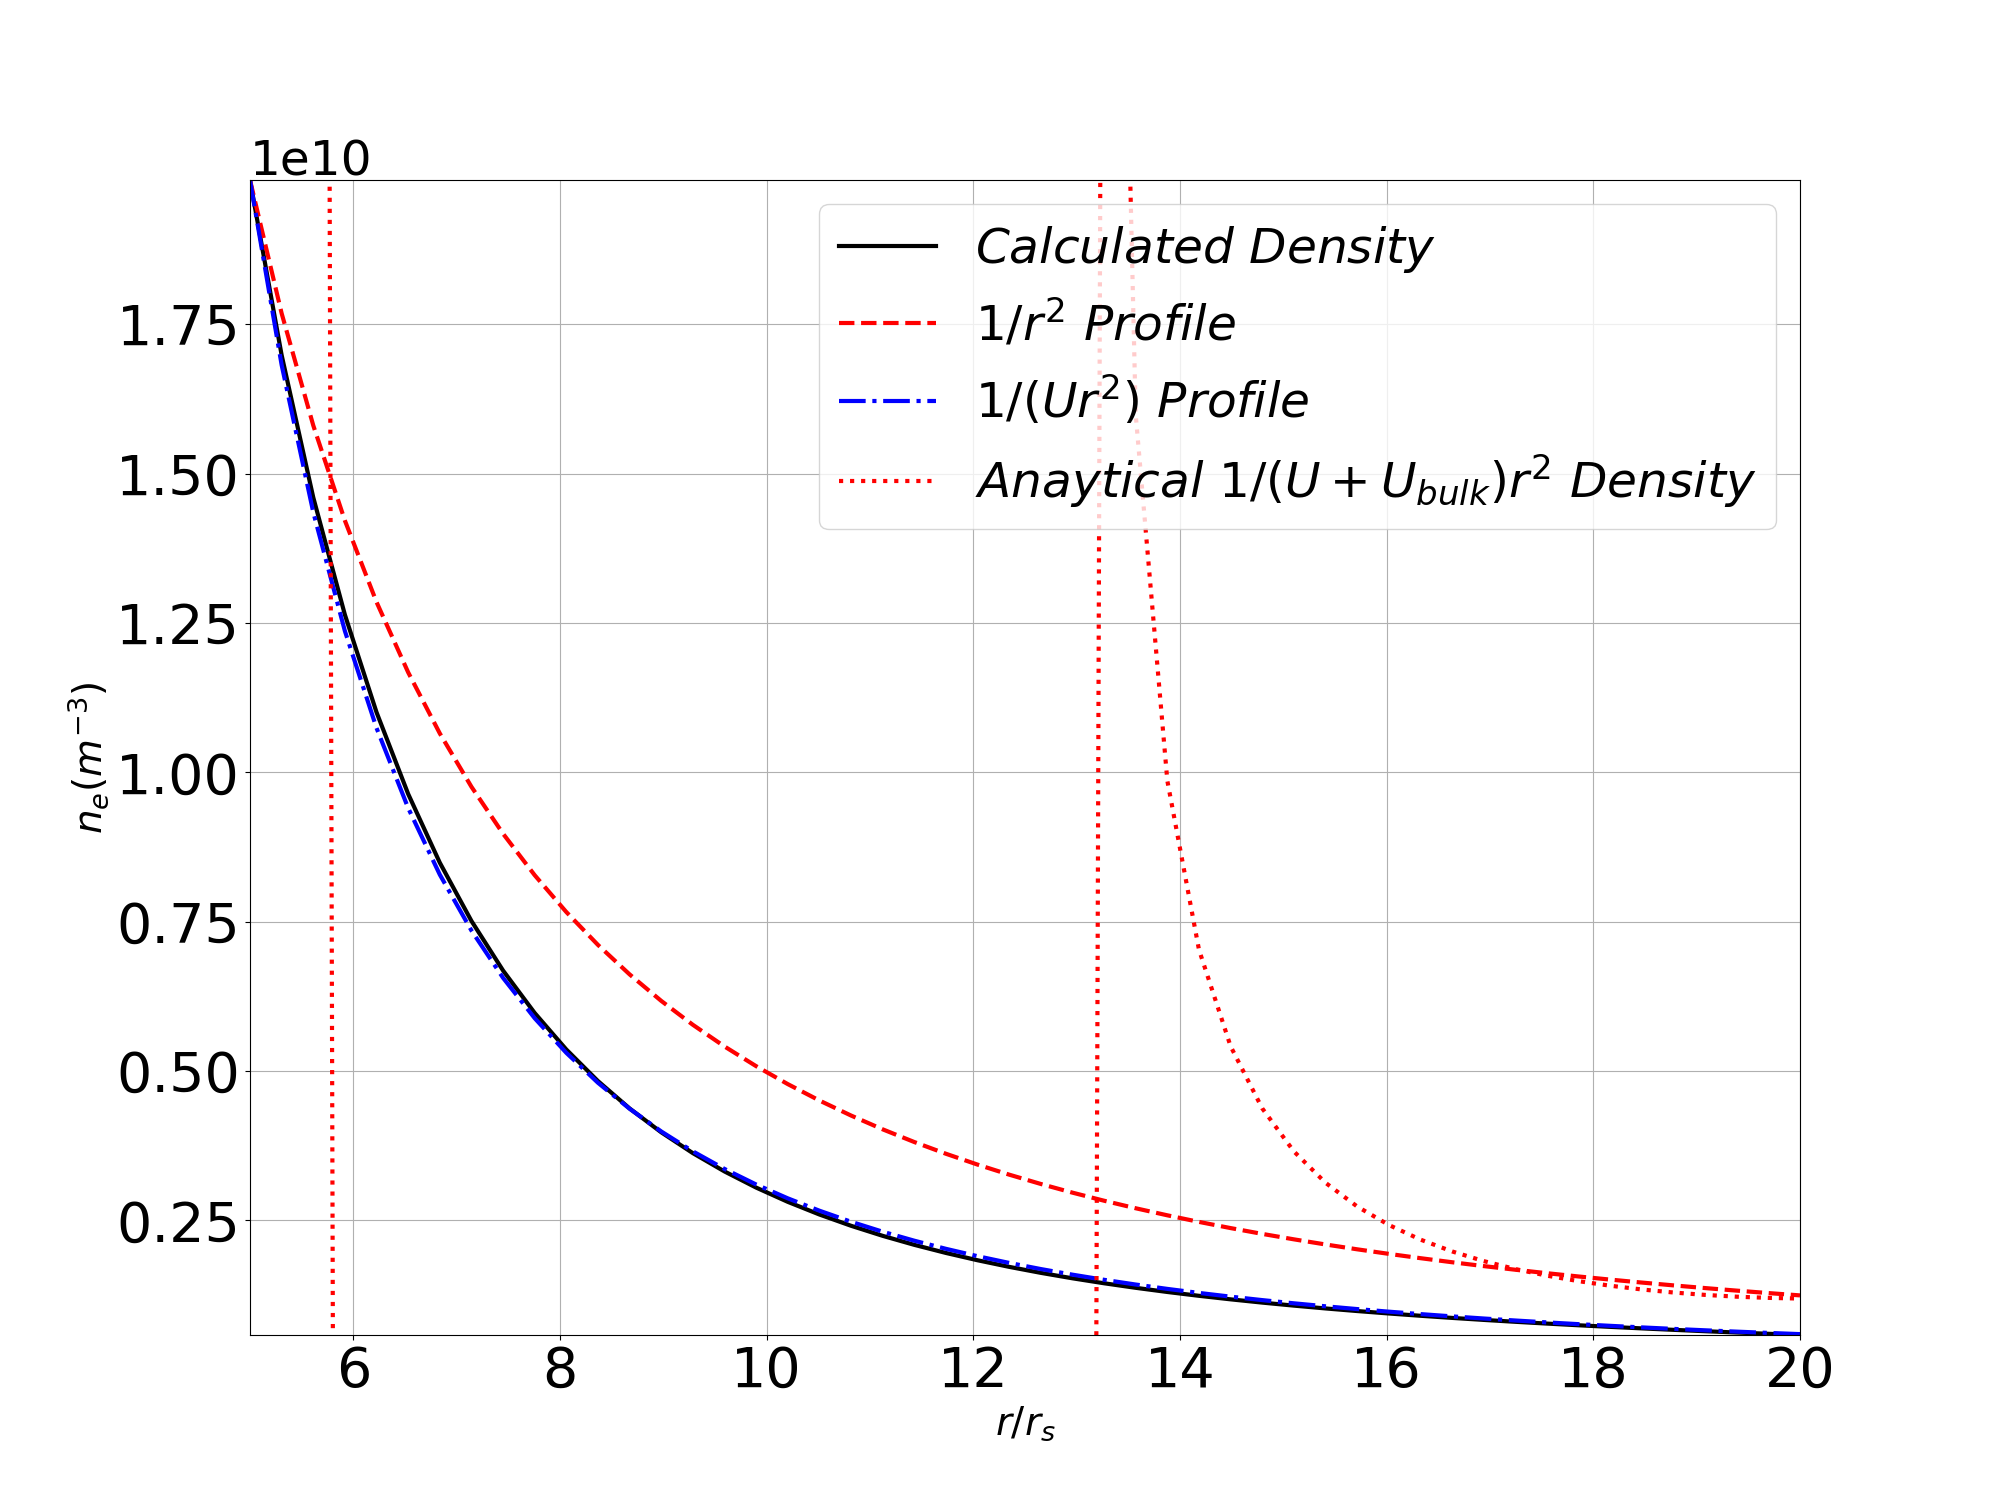 1e10
1.75
1.50
1.25
1.00
0.75
0.50
0.25
n_e(m^{-3})
Calculated Density
1/r² Profile
1/(Ur²) Profile
Anaytical 1/(U + U_{bulk})r² Density
6 8 10 12 14 16 18 20
r/r_s